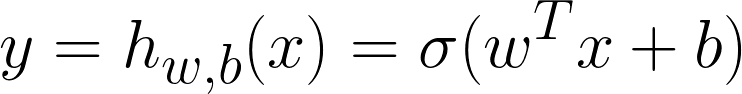 y = h_{w,b}(x) = σ(w^T x + b)